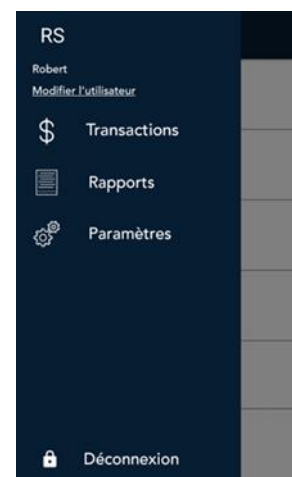 RS
Robert
Modifier l'utilisateur
$ Transactions
Rapports
Paramètres
Déconnexion